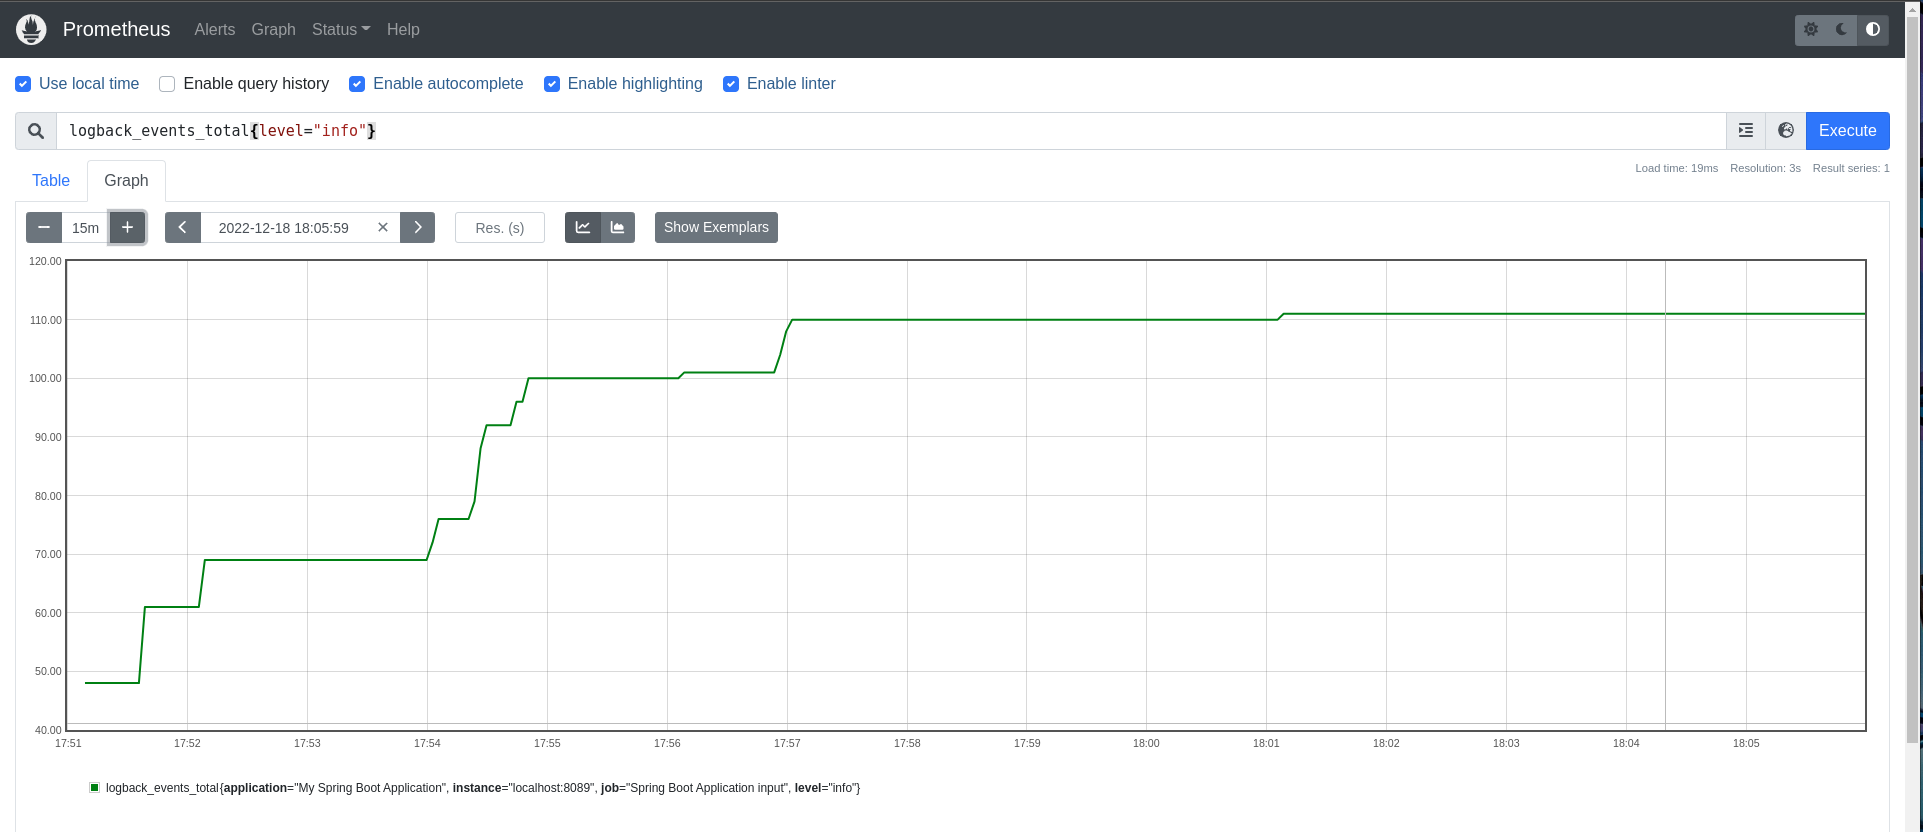 Prometheus Alerts Graph Status Help
Use local time Enable query history Enable autocomplete Enable highlighting Enable linter
logback_events_total{level="info"} Execute
Table Graph Load time: 19ms Resolution: 3s Result series: 1
15m 2022-12-18 18:05:59 Res. (s) Show Exemplars
120.00
110.00
100.00
90.00
80.00
70.00
60.00
50.00
40.00
17:51 17:52 17:53 17:54 17:55 17:56 17:57 17:58 17:59 18:00 18:01 18:02 18:03 18:04 18:05
logback_events_total{application="My Spring Boot Application", instance="localhost:8089", job="Spring Boot Application input", level="info"}